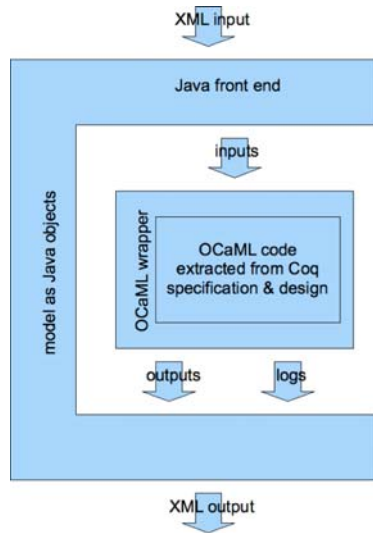 XML input
Java front end
inputs
model as Java objects
OCaML wrapper
OCaML code
extracted from Coq
specification & design
outputs
logs
XML output